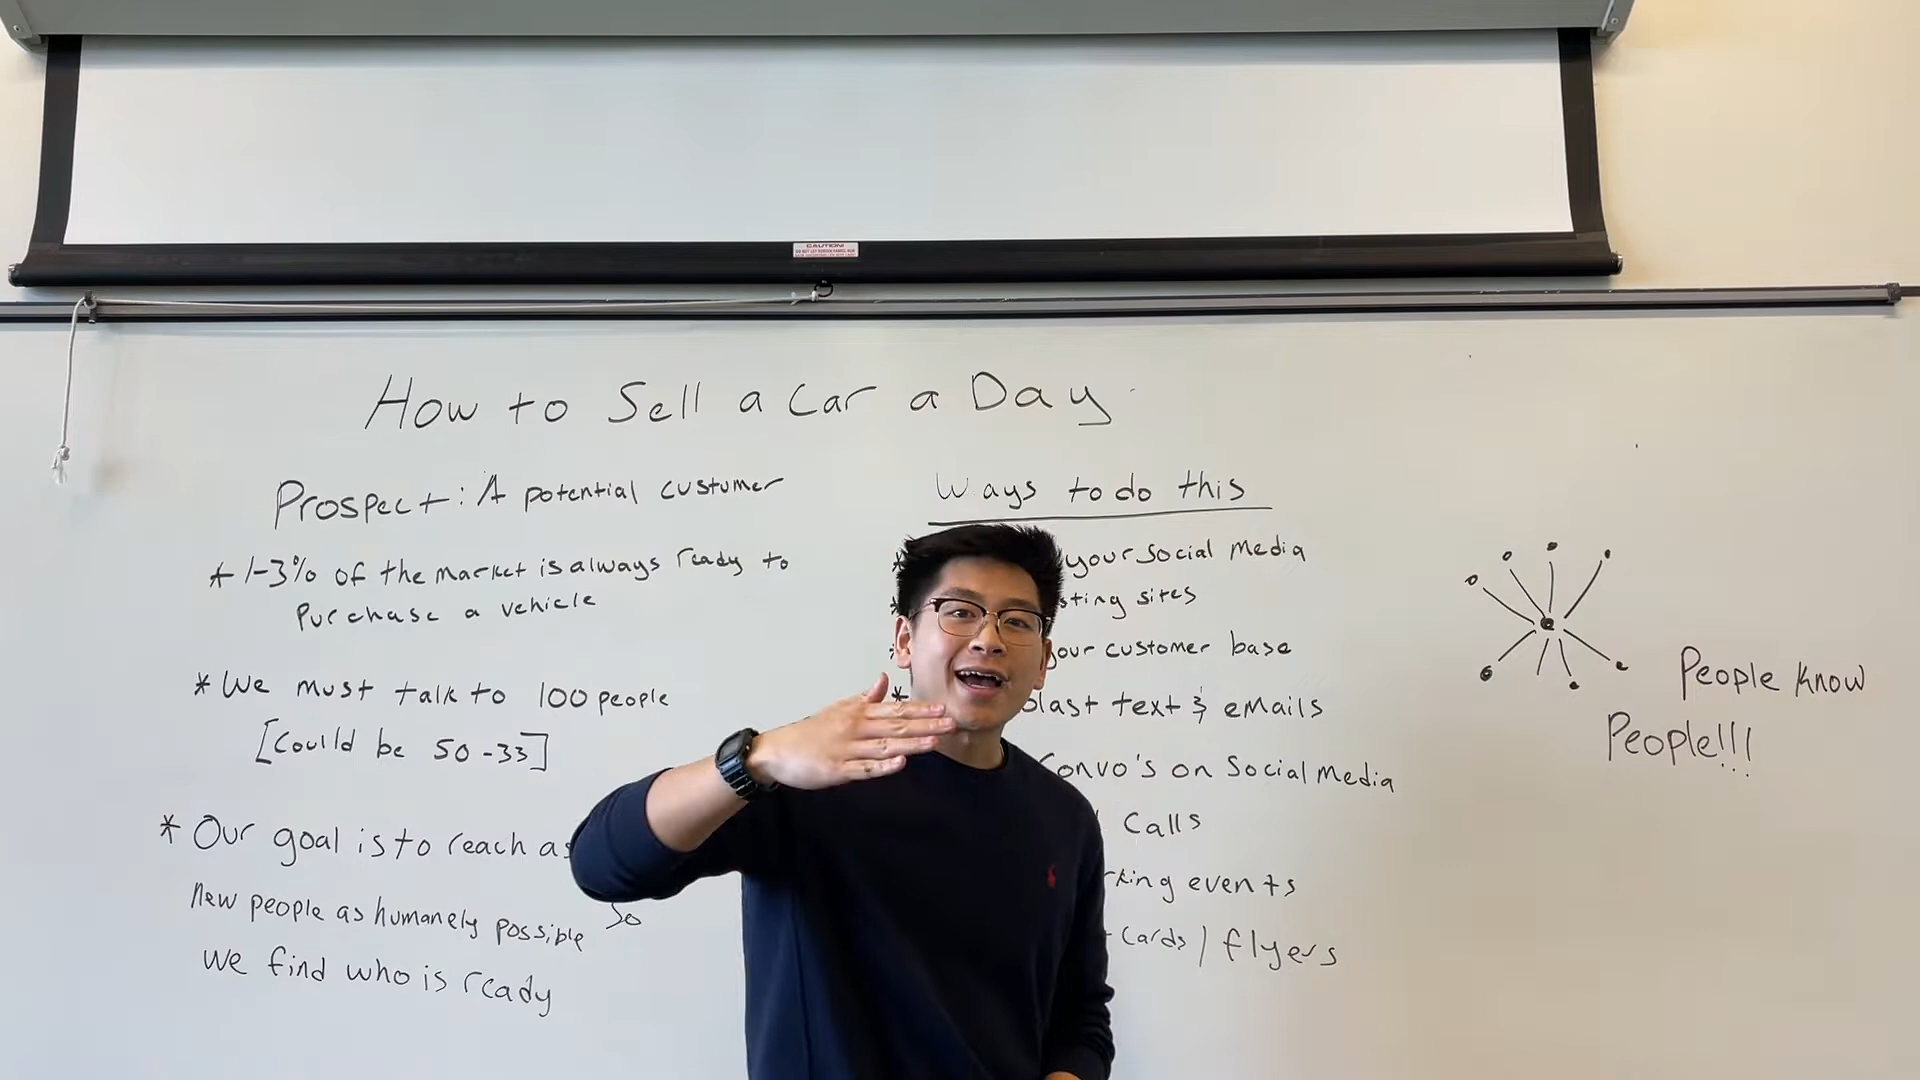 CAUTION!
How to Sell a Car a Day
Prospect: A potential custumer
* 1-3% of the market is always ready to
purchase a vehicle
* We must talk to 100 people
[Could be 50-33]
* Our goal is to reach as
new people as humanely possible so
we find who is ready
Ways to do this
* your social media
* sting sites
* our customer base
* blast text & emails
Convo's on Social Media
Calls
rking events
Cards / flyers
People know
People!!!